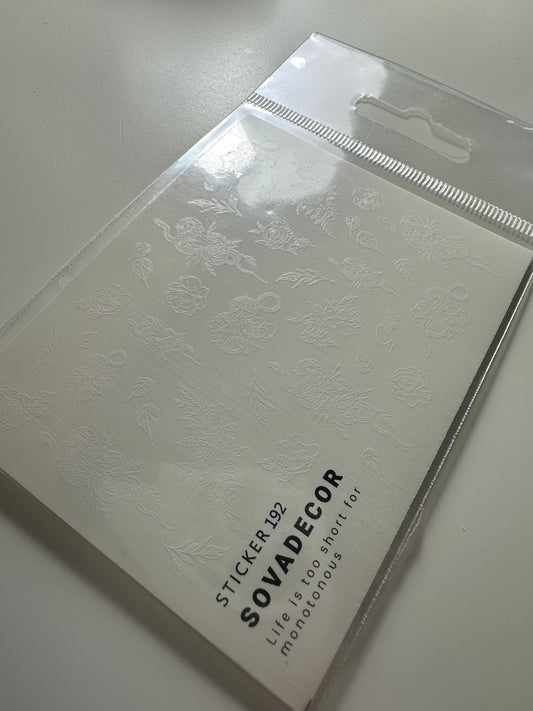 STICKER 192
SOVADECOR
Life is too short for
monotonous